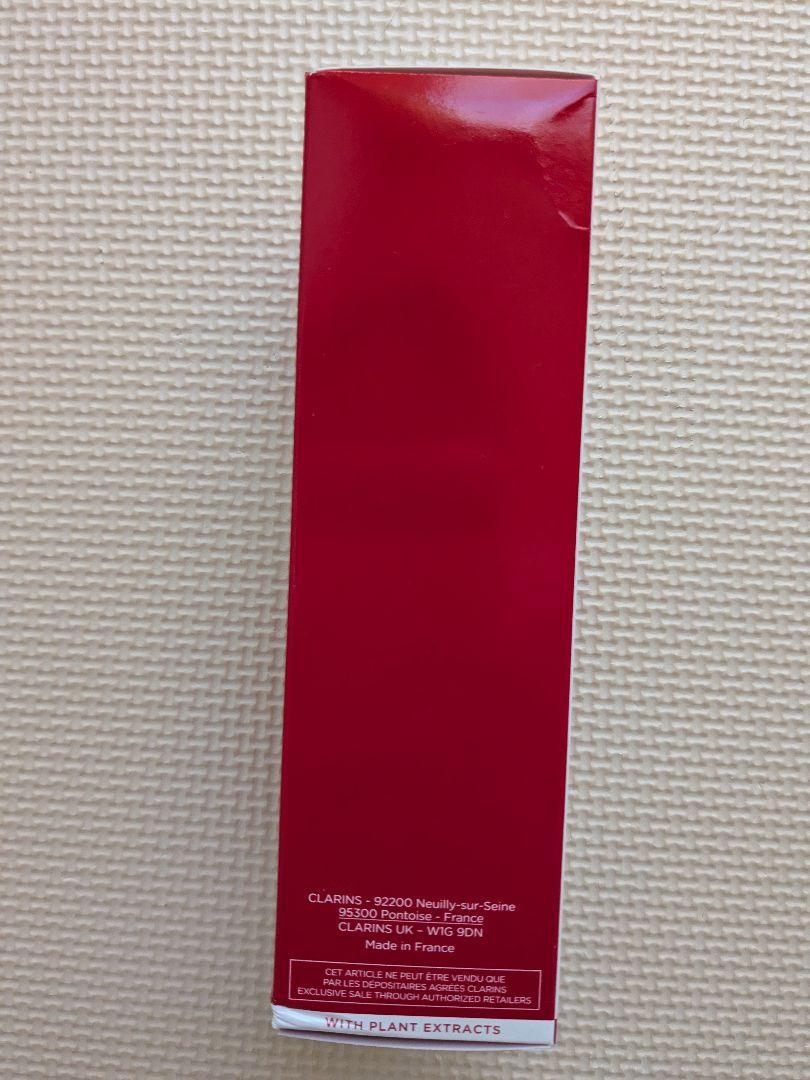 CLARINS - 92200 Neuilly-sur-Seine
95300 Pontoise - France
CLARINS UK – W1G 9DN
Made in France
CET ARTICLE NE PEUT ÊTRE VENDU QUE
PAR LES DÉPOSITAIRES AGRÉÉS CLARINS
EXCLUSIVE SALE THROUGH AUTHORIZED RETAILERS
WITH PLANT EXTRACTS